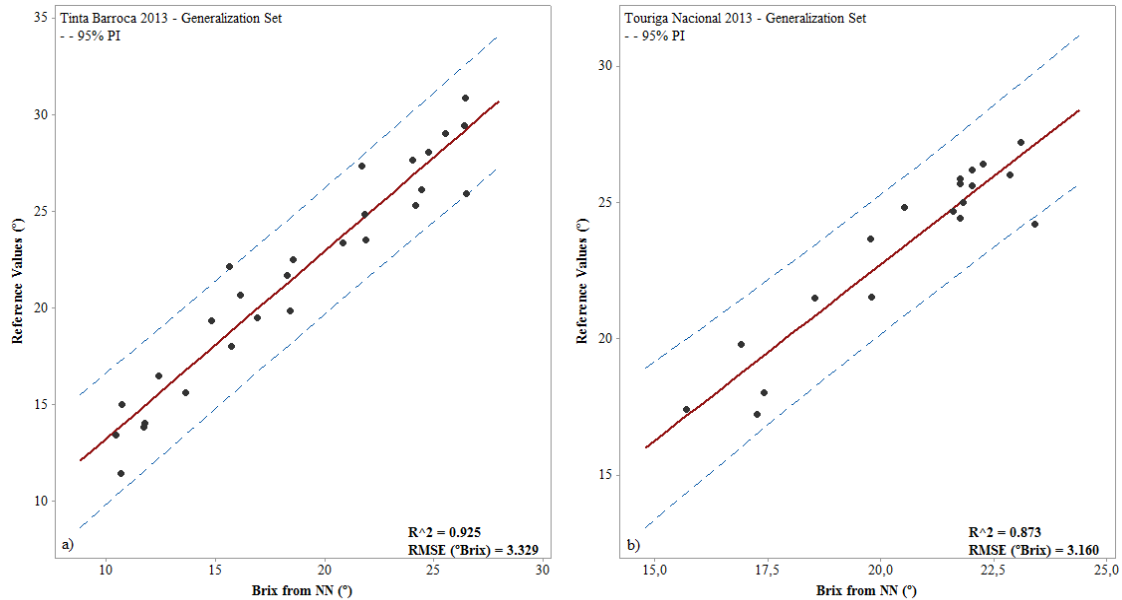 Tinta Barroca 2013 - Generalization Set
- - 95% PI
35
30
25
20
15
10
Reference Values (º)
a)
R^2 = 0.925
RMSE (ºBrix) = 3.329
10
15
20
25
30
Brix from NN (º)
Touriga Nacional 2013 - Generalization Set
- - 95% PI
30
25
20
15
Reference Values (º)
b)
R^2 = 0.873
RMSE (ºBrix) = 3.160
15,0
17,5
20,0
22,5
25,0
Brix from NN (º)